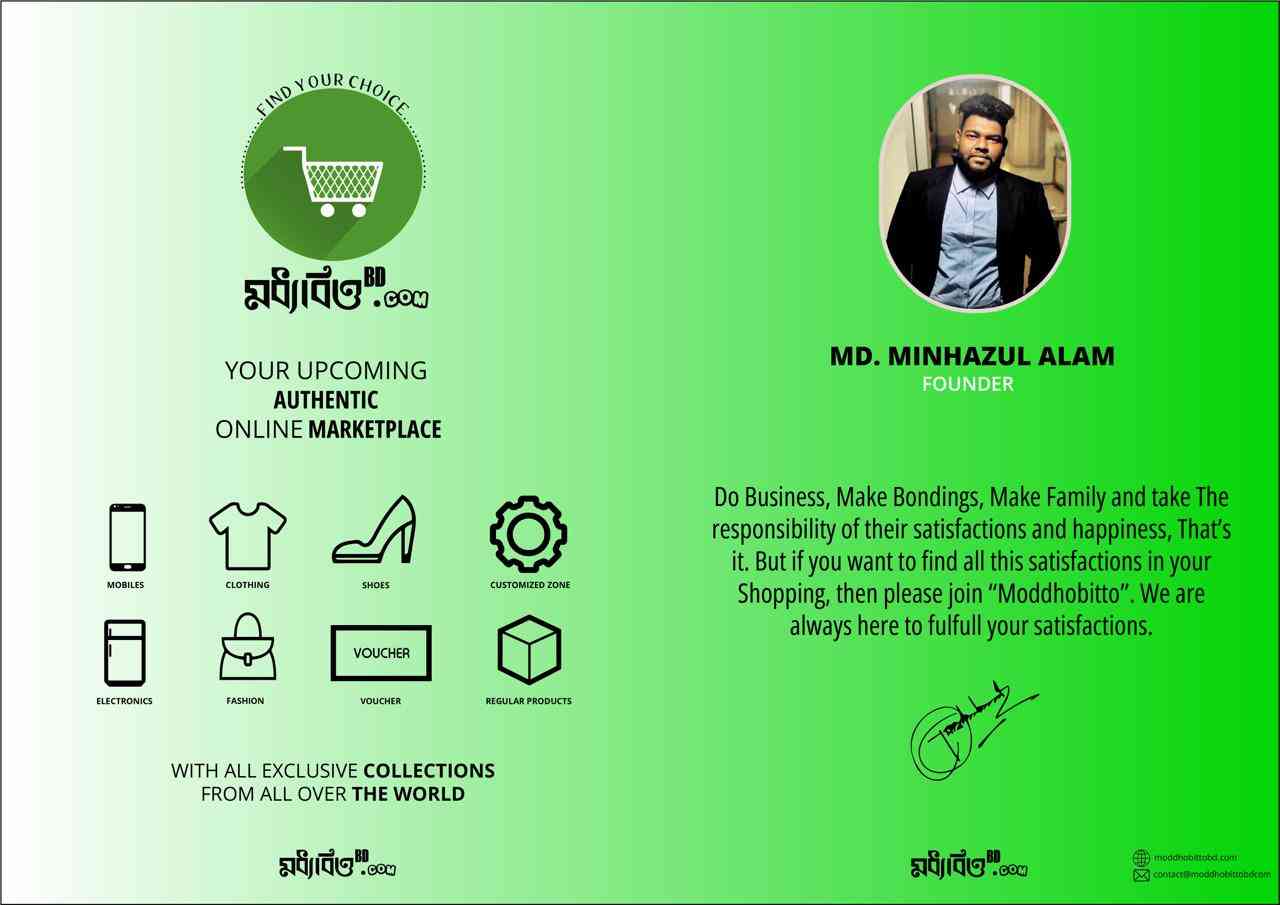 FIND YOUR CHOICE
মধ্যবিত্ত BD.COM
YOUR UPCOMING
AUTHENTIC
ONLINE MARKETPLACE
MOBILES
CLOTHING
SHOES
CUSTOMIZED ZONE
VOUCHER
ELECTRONICS
FASHION
VOUCHER
REGULAR PRODUCTS
WITH ALL EXCLUSIVE COLLECTIONS
FROM ALL OVER THE WORLD
মধ্যবিত্ত BD.COM
MD. MINHAZUL ALAM
FOUNDER
Do Business, Make Bondings, Make Family and take The
responsibility of their satisfactions and happiness, That’s
it. But if you want to find all this satisfactions in your
Shopping, then please join “Moddhobitto”. We are
always here to fulfull your satisfactions.
মধ্যবিত্ত BD.COM
moddhobittobd.com
contact@moddhobittobdcom